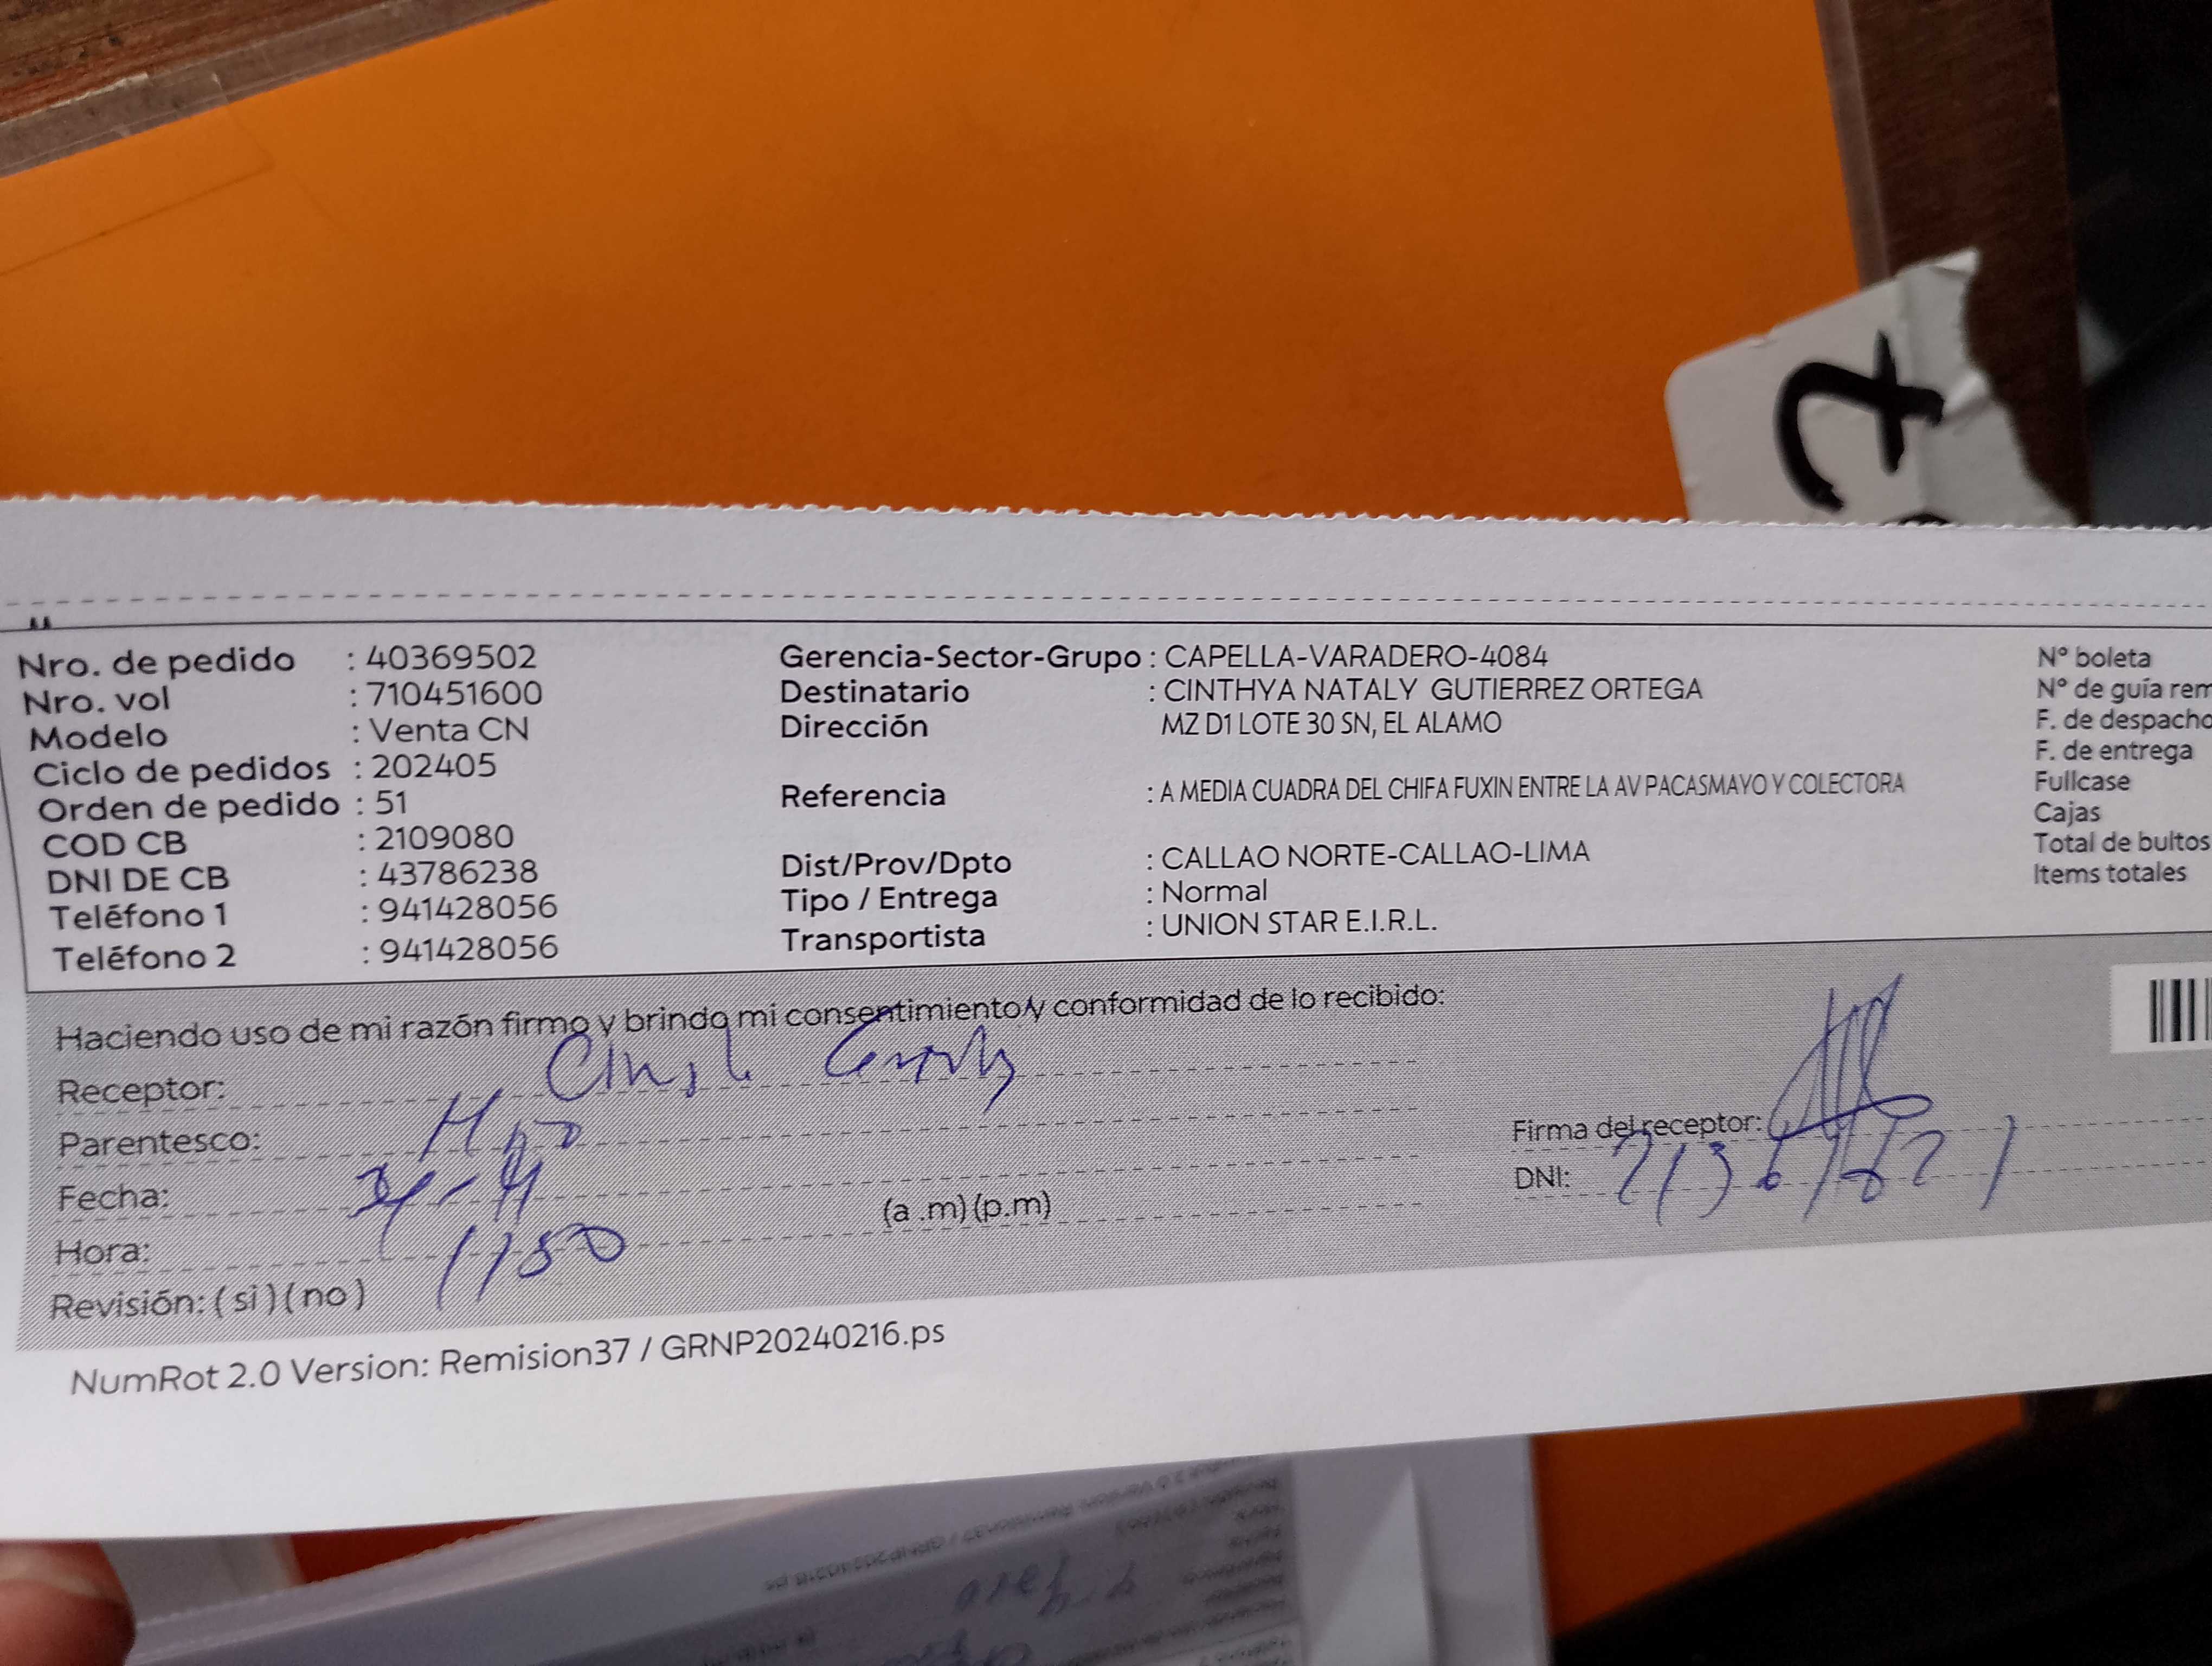 Nro. de pedido : 40369502
Nro. vol : 710451600
Modelo : Venta CN
Ciclo de pedidos : 202405
Orden de pedido : 51
COD CB : 2109080
DNI DE CB : 43786238
Teléfono 1 : 941428056
Teléfono 2 : 941428056
Gerencia-Sector-Grupo : CAPELLA-VARADERO-4084
Destinatario : CINTHYA NATALY GUTIERREZ ORTEGA
Dirección MZ D1 LOTE 30 SN, EL ALAMO
Referencia : A MEDIA CUADRA DEL CHIFA FUXIN ENTRE LA AV PACASMAYO Y COLECTORA
Dist/Prov/Dpto : CALLAO NORTE-CALLAO-LIMA
Tipo / Entrega : Normal
Transportista : UNION STAR E.I.R.L.
N° boleta
N° de guía rem
F. de despacho
F. de entrega
Fullcase
Cajas
Total de bultos
Items totales
Haciendo uso de mi razón firmo y brindo mi consentimiento y conformidad de lo recibido:
Receptor:
Parentesco:
Fecha:
Hora: 1150 (a .m) (p.m)
Revisión: ( si ) ( no )
Firma del receptor:
DNI:
NumRot 2.0 Version: Remision37 / GRNP20240216.ps